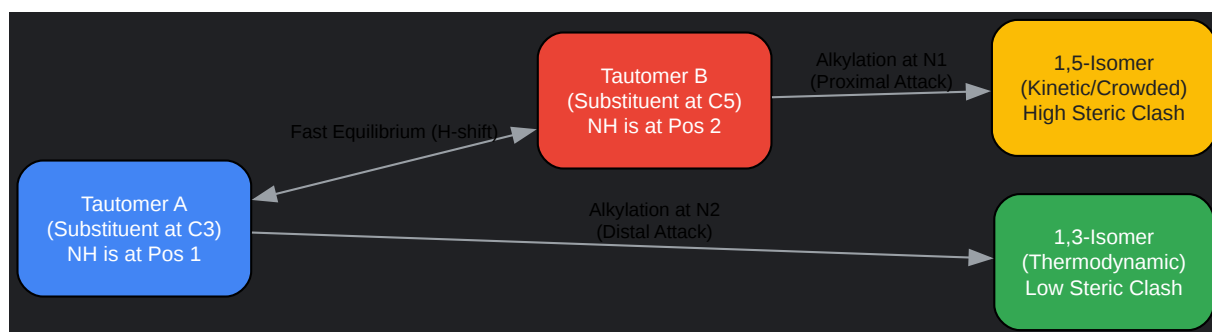 Tautomer A
(Substituent at C3)
NH is at Pos 1
Fast Equilibrium (H-shift)
Tautomer B
(Substituent at C5)
NH is at Pos 2
Alkylation at N1
(Proximal Attack)
1,5-Isomer
(Kinetic/Crowded)
High Steric Clash
Alkylation at N2
(Distal Attack)
1,3-Isomer
(Thermodynamic)
Low Steric Clash